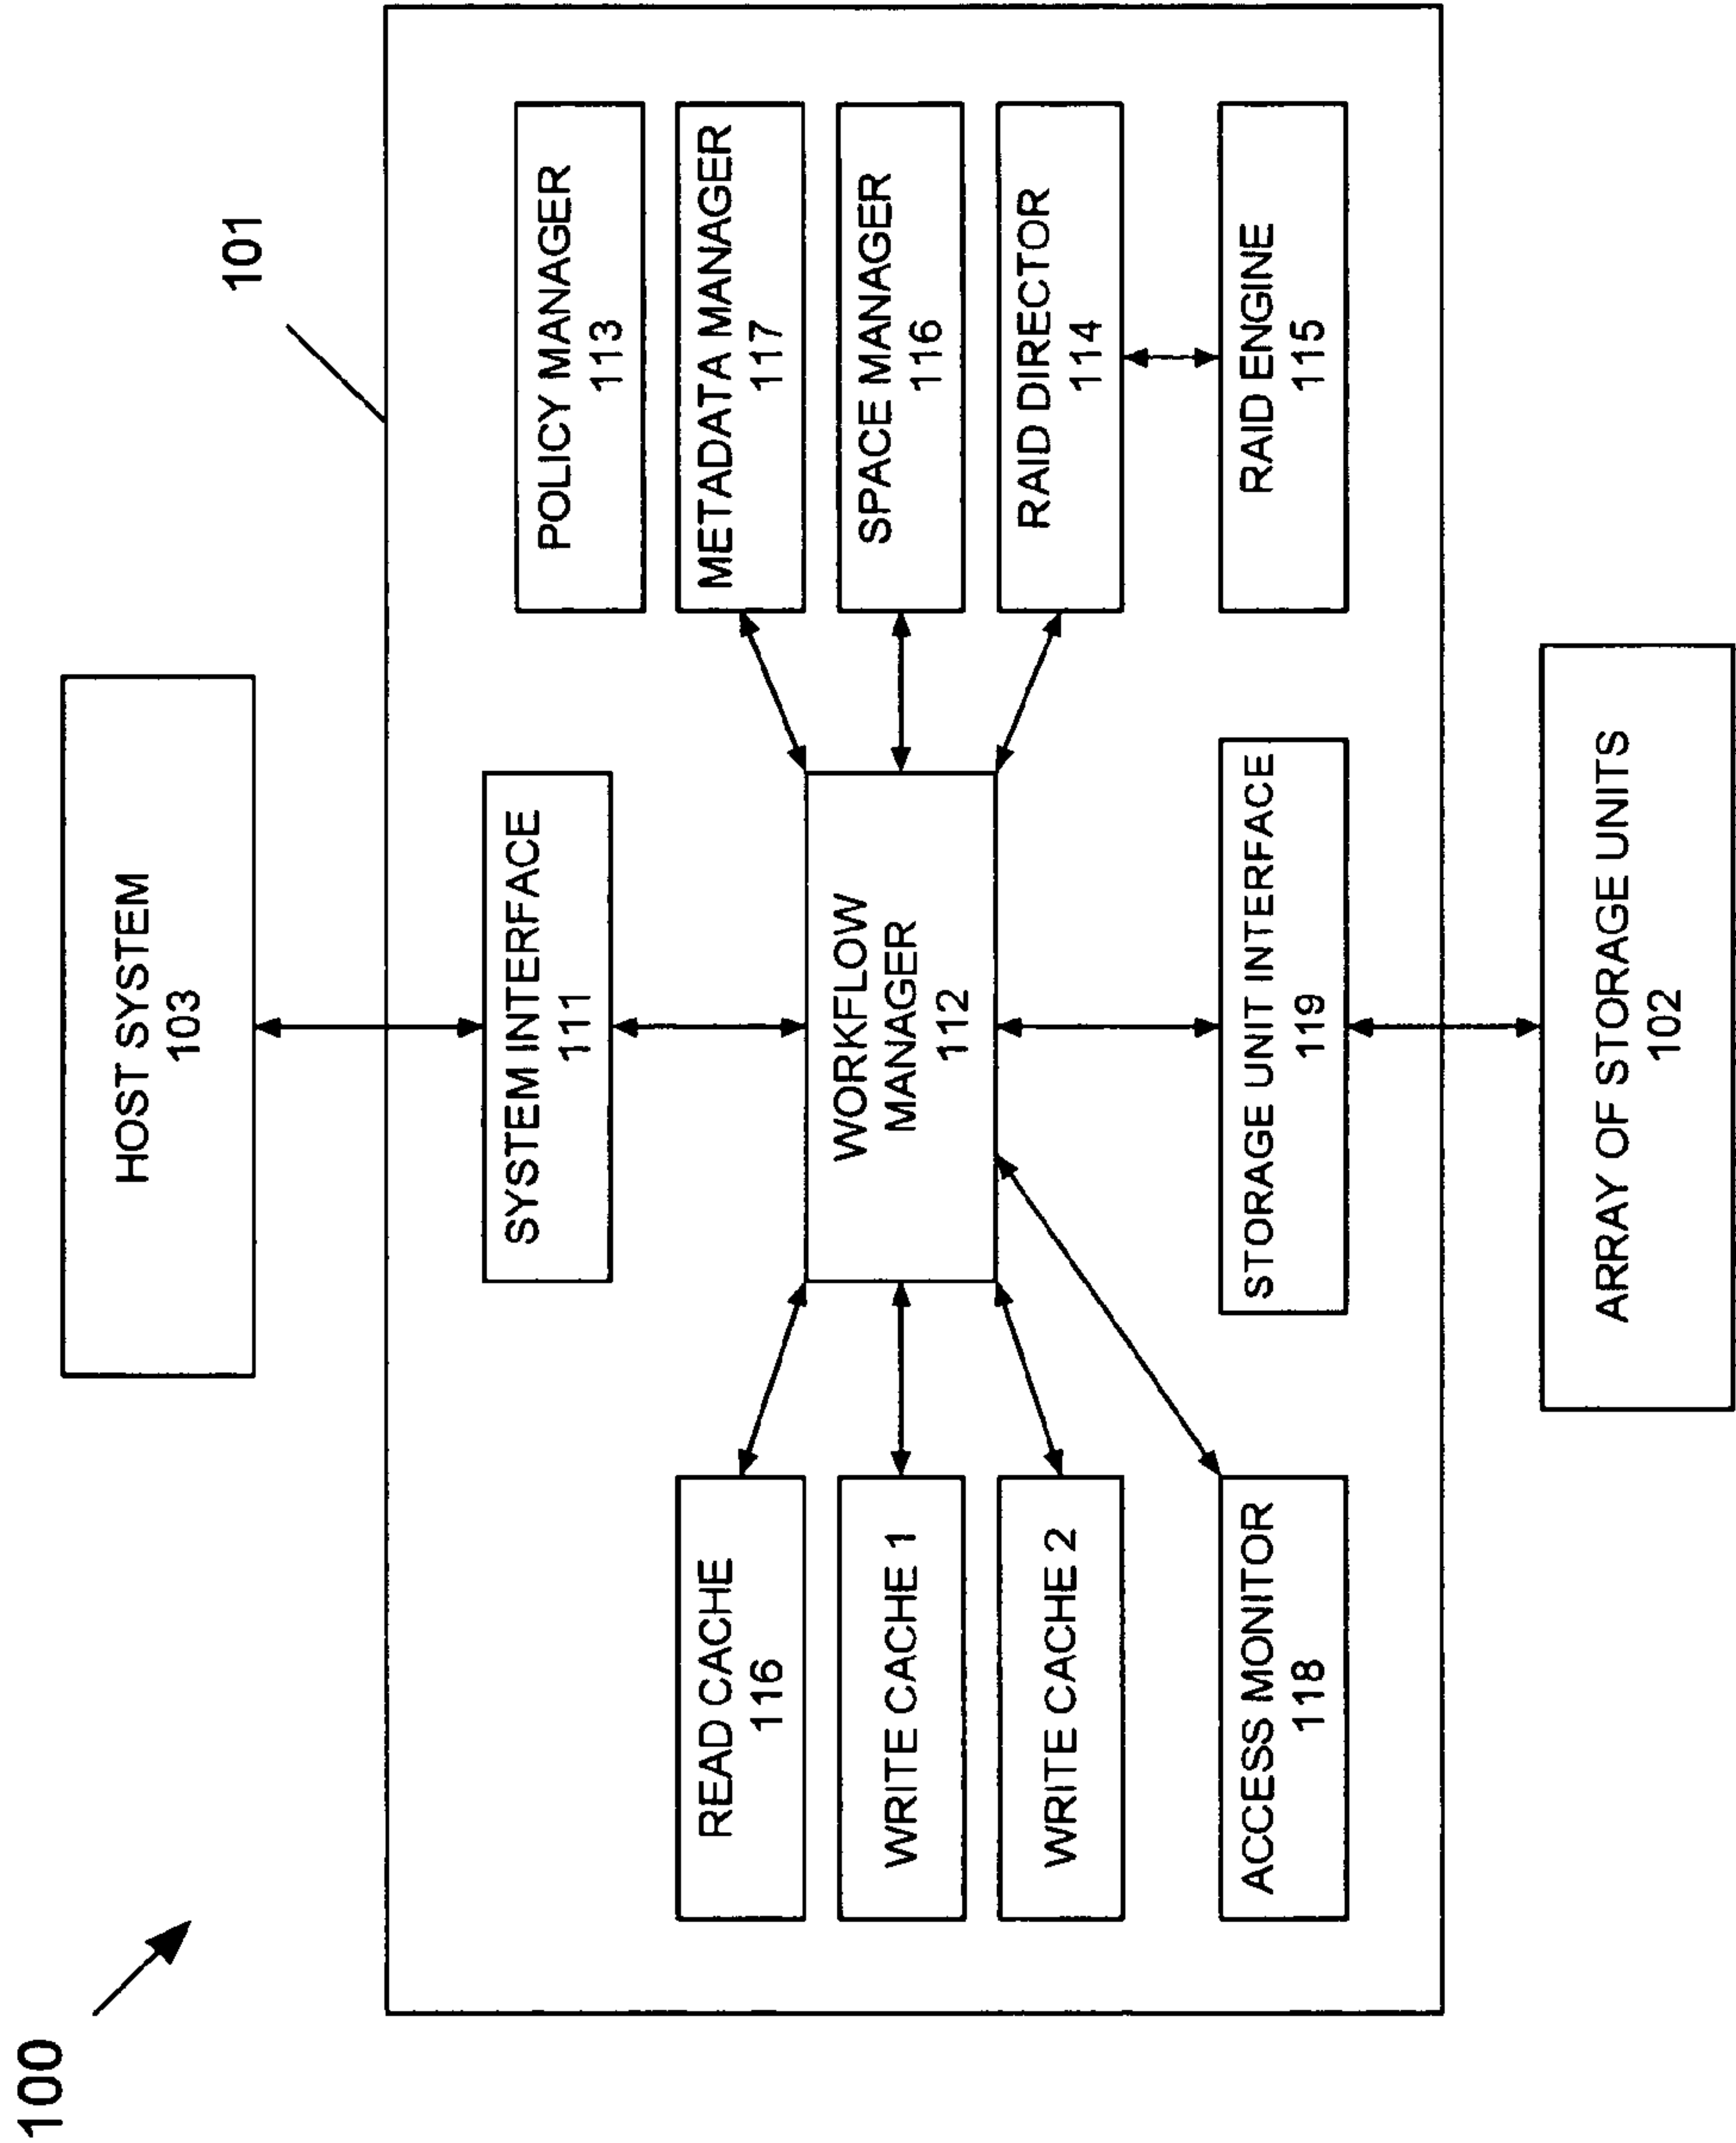 100
HOST SYSTEM
103
101
SYSTEM INTERFACE
111
POLICY MANAGER
113
READ CACHE
116
METADATA MANAGER
117
WRITE CACHE 1
WORKFLOW
MANAGER
112
SPACE MANAGER
116
WRITE CACHE 2
RAID DIRECTOR
114
ACCESS MONITOR
118
STORAGE UNIT INTERFACE
119
RAID ENGINE
115
ARRAY OF STORAGE UNITS
102